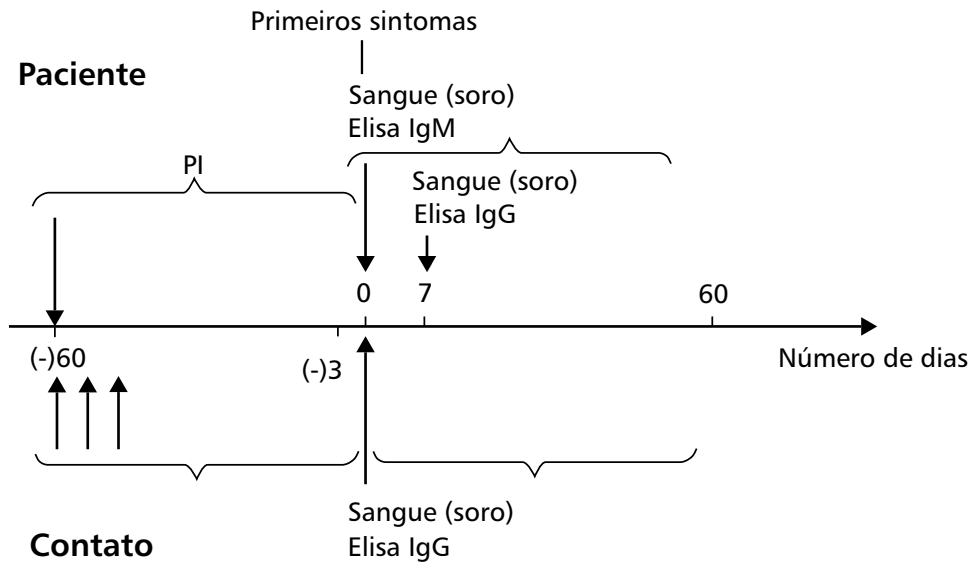 Primeiros sintomas
Paciente
Sangue (soro)
Elisa IgM
PI
Sangue (soro)
Elisa IgG
0
7
60
(-)60
(-)3
Número de dias
Contato
Sangue (soro)
Elisa IgG